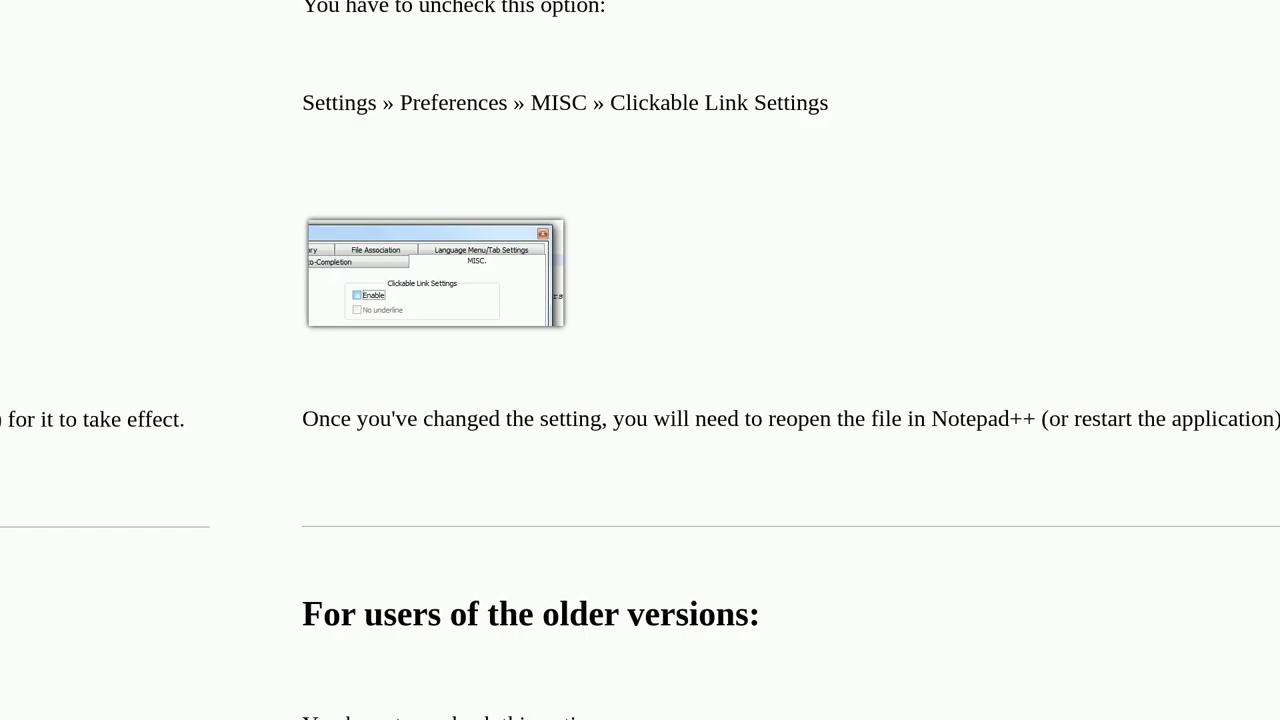 You have to uncheck this option:
Settings » Preferences » MISC » Clickable Link Settings
File Association
Language Menu/Tab Settings
o-Completion
MISC.
Clickable Link Settings
Enable
No underline
) for it to take effect.
Once you've changed the setting, you will need to reopen the file in Notepad++ (or restart the application)
For users of the older versions: